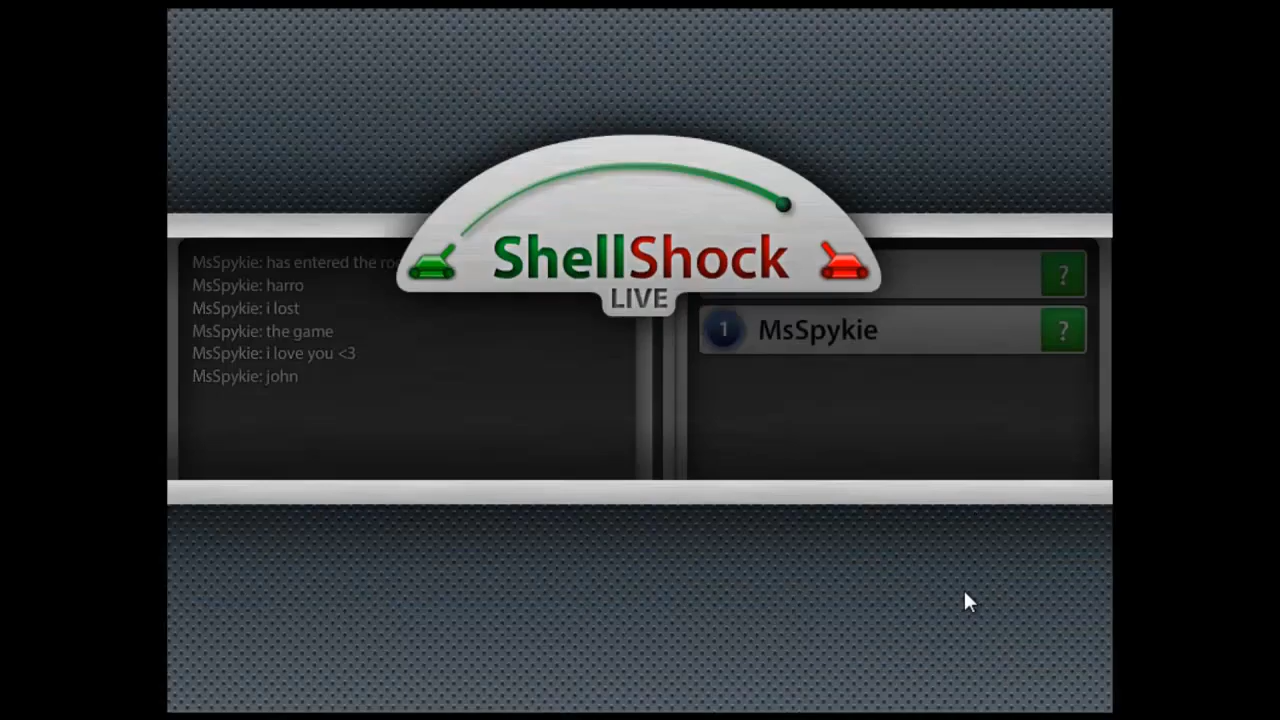 ShellShock
LIVE
MsSpykie: has entered the
MsSpykie: harro
MsSpykie: i lost
MsSpykie: the game
MsSpykie: i love you <3
MsSpykie: john
?
1 MsSpykie ?